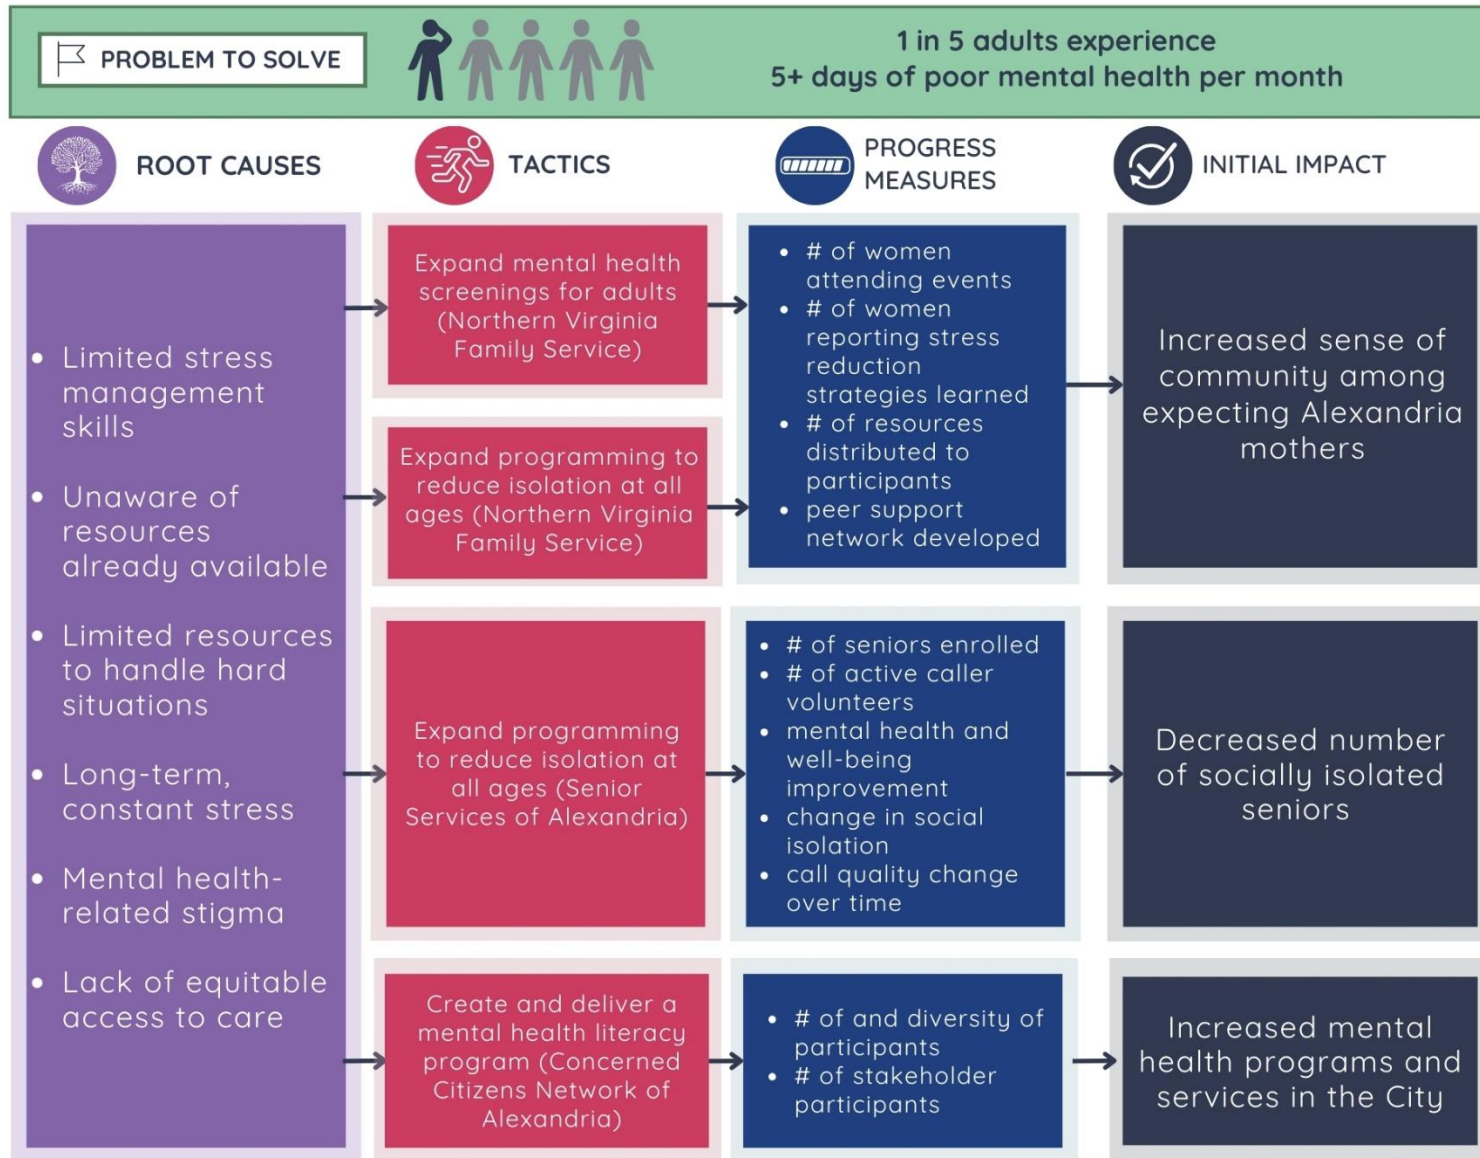 PROBLEM TO SOLVE
1 in 5 adults experience
5+ days of poor mental health per month
ROOT CAUSES
TACTICS
PROGRESS
MEASURES
INITIAL IMPACT
• Limited stress
management
skills
• Unaware of
resources
already available
• Limited resources
to handle hard
situations
• Long-term,
constant stress
• Mental health-
related stigma
• Lack of equitable
access to care
Expand mental health
screenings for adults
(Northern Virginia
Family Service)
Expand programming to
reduce isolation at all
ages (Northern Virginia
Family Service)
• # of women
attending events
• # of women
reporting stress
reduction
strategies learned
• # of resources
distributed to
participants
• peer support
network developed
Increased sense of
community among
expecting Alexandria
mothers
Expand programming
to reduce isolation at
all ages (Senior
Services of Alexandria)
• # of seniors enrolled
• # of active caller
volunteers
• mental health and
well-being
improvement
• change in social
isolation
• call quality change
over time
Decreased number
of socially isolated
seniors
Create and deliver a
mental health literacy
program (Concerned
Citizens Network of
Alexandria)
• # of and diversity of
participants
• # of stakeholder
participants
Increased mental
health programs and
services in the City